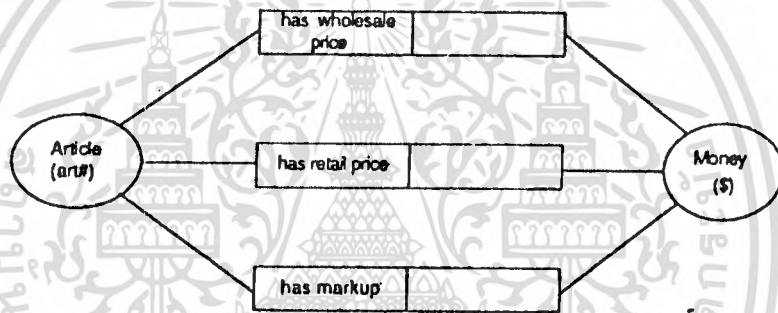 has wholesale
price
Article
(art#)
has retail price
Money
($)
has markup